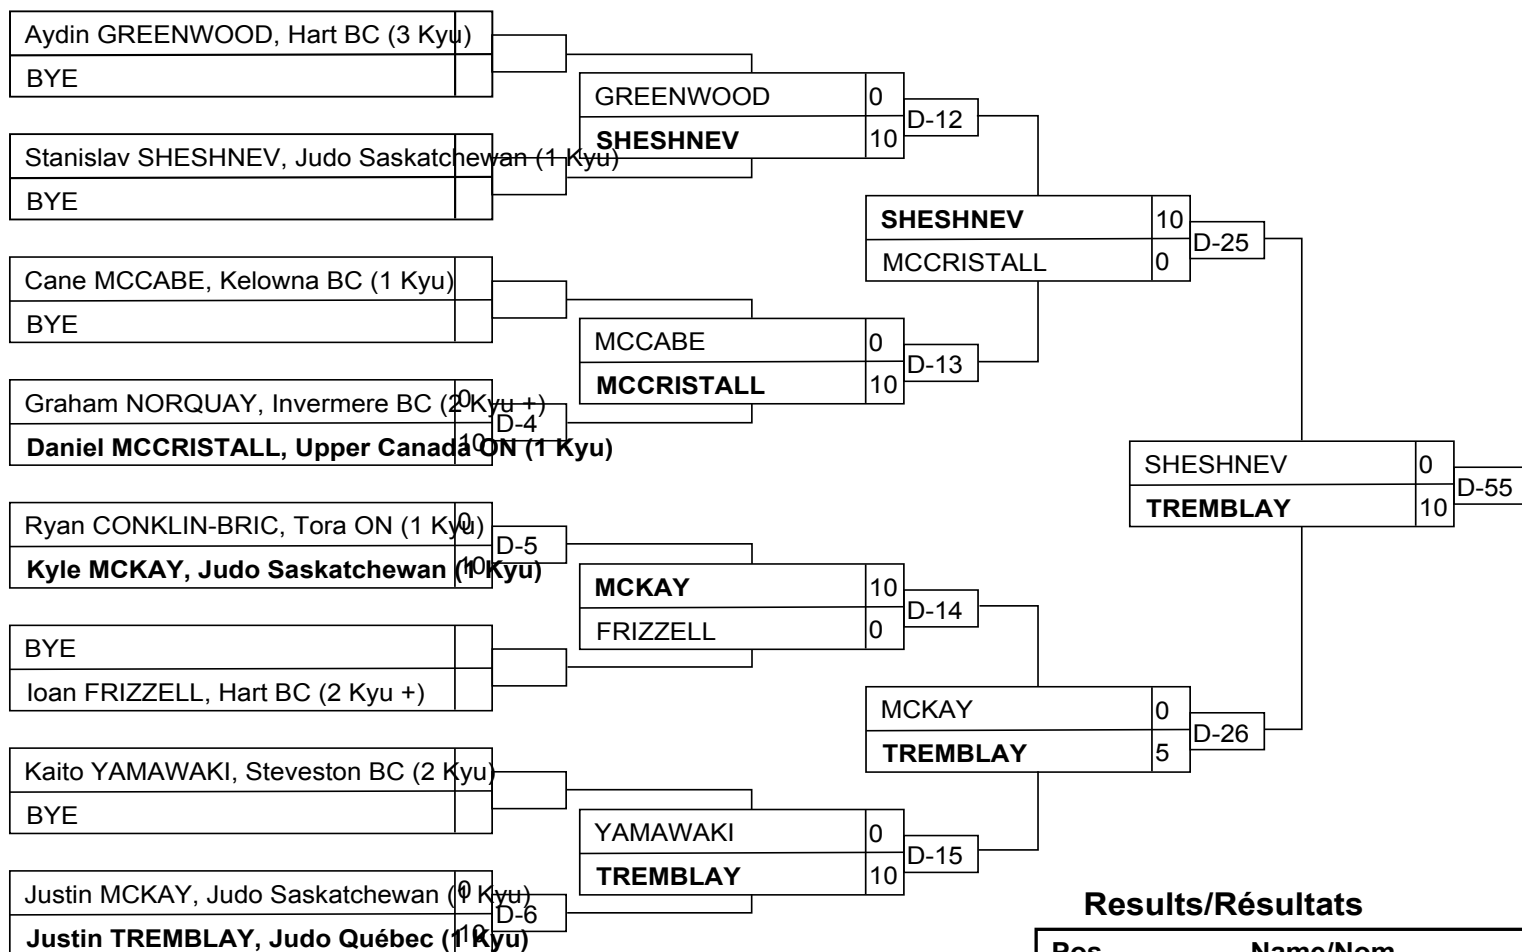 Aydin GREENWOOD, Hart BC (3 Kyu)
BYE
Stanislav SHESHNEV, Judo Saskatchewan (1 Kyu)
BYE
Cane MCCABE, Kelowna BC (1 Kyu)
BYE
Graham NORQUAY, Invermere BC (2 Kyu +) 0
Daniel MCCRISTALL, Upper Canada ON (1 Kyu) 10
D-4
Ryan CONKLIN-BRIC, Tora ON (1 Kyu) 0
Kyle MCKAY, Judo Saskatchewan (1 Kyu) 10
D-5
BYE
Ioan FRIZZELL, Hart BC (2 Kyu +)
Kaito YAMAWAKI, Steveston BC (2 Kyu)
BYE
Justin MCKAY, Judo Saskatchewan (1 Kyu) 0
Justin TREMBLAY, Judo Québec (1 Kyu) 10
D-6
GREENWOOD 0
SHESHNEV 10
D-12
MCCABE 0
MCCRISTALL 10
D-13
MCKAY 10
FRIZZELL 0
D-14
YAMAWAKI 0
TREMBLAY 10
D-15
SHESHNEV 10
MCCRISTALL 0
D-25
MCKAY 0
TREMBLAY 5
D-26
SHESHNEV 0
TREMBLAY 10
D-55
Results/Résultats
Pos. Name/Nom